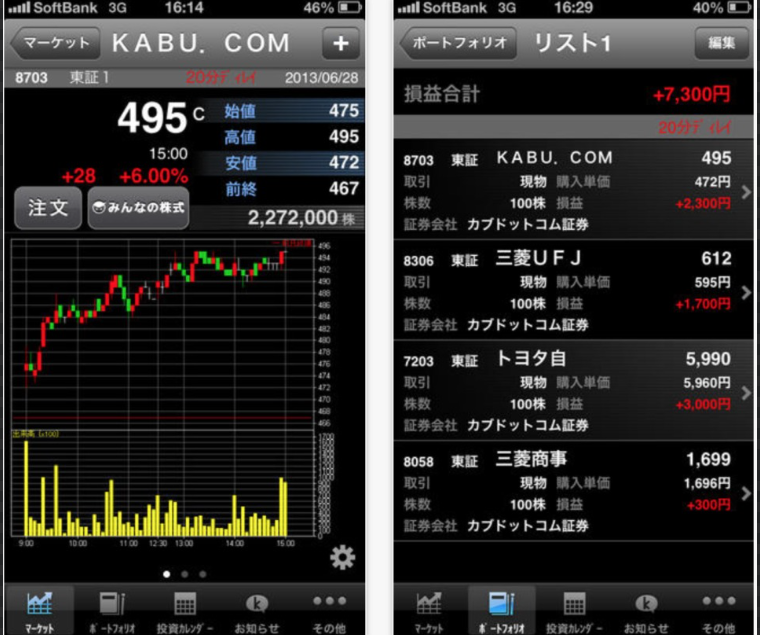 SoftBank 3G 16:14 46%
マーケット KABU．COM +
8703 東証1 20分ディレイ 2013/06/28
495 C
15:00
+28 +6.00%
始値 475
高値 495
安値 472
前終 467
注文 みんなの株式
2,272,000 株
496
494
492
490
488
486
484
482
480
478
476
474
472
470
468
466
出来高 (x100)
9:00 10:00 11:00 12:30 13:00 14:00 15:00
マーケット ポートフォリオ 投資カレンダー お知らせ その他
SoftBank 3G 16:29 40%
ポートフォリオ リスト1 編集
損益合計 +7,300円
20分ディレイ
8703 東証 KABU．COM 495
取引 現物 購入単価 472円
株数 100株 損益 +2,300円
証券会社 カブドットコム証券
8306 東証 三菱UFJ 612
取引 現物 購入単価 595円
株数 100株 損益 +1,700円
証券会社 カブドットコム証券
7203 東証 トヨタ自 5,990
取引 現物 購入単価 5,960円
株数 100株 損益 +3,000円
証券会社 カブドットコム証券
8058 東証 三菱商事 1,699
取引 現物 購入単価 1,696円
株数 100株 損益 +300円
証券会社 カブドットコム証券
マーケット ポートフォリオ 投資カレンダー お知らせ その他